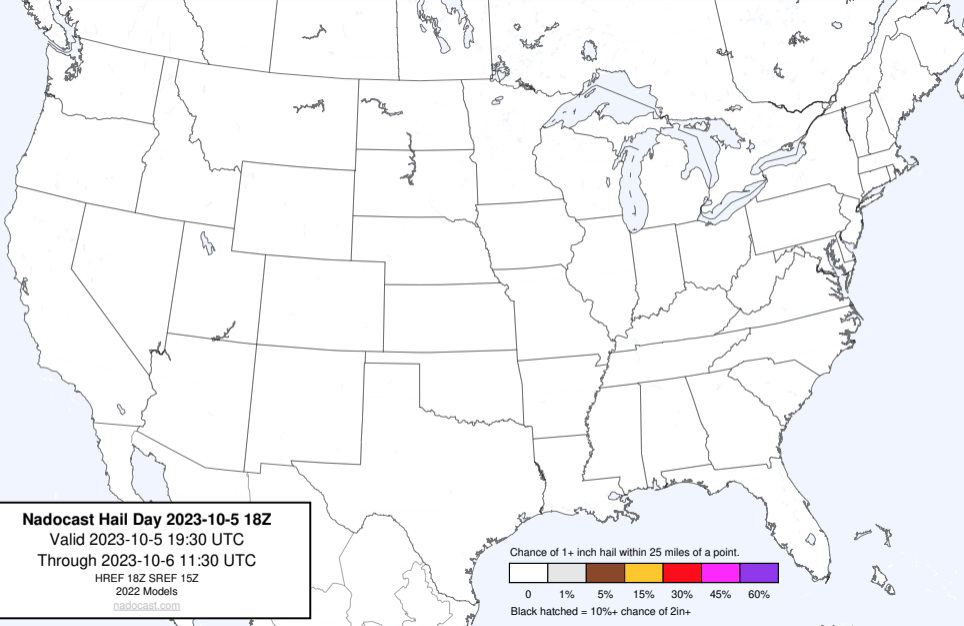 Nadocast Hail Day 2023-10-5 18Z
Valid 2023-10-5 19:30 UTC
Through 2023-10-6 11:30 UTC
HREF 18Z SREF 15Z
2022 Models
nadocast.com
Chance of 1+ inch hail within 25 miles of a point.
0 1% 5% 15% 30% 45% 60%
Black hatched = 10%+ chance of 2in+